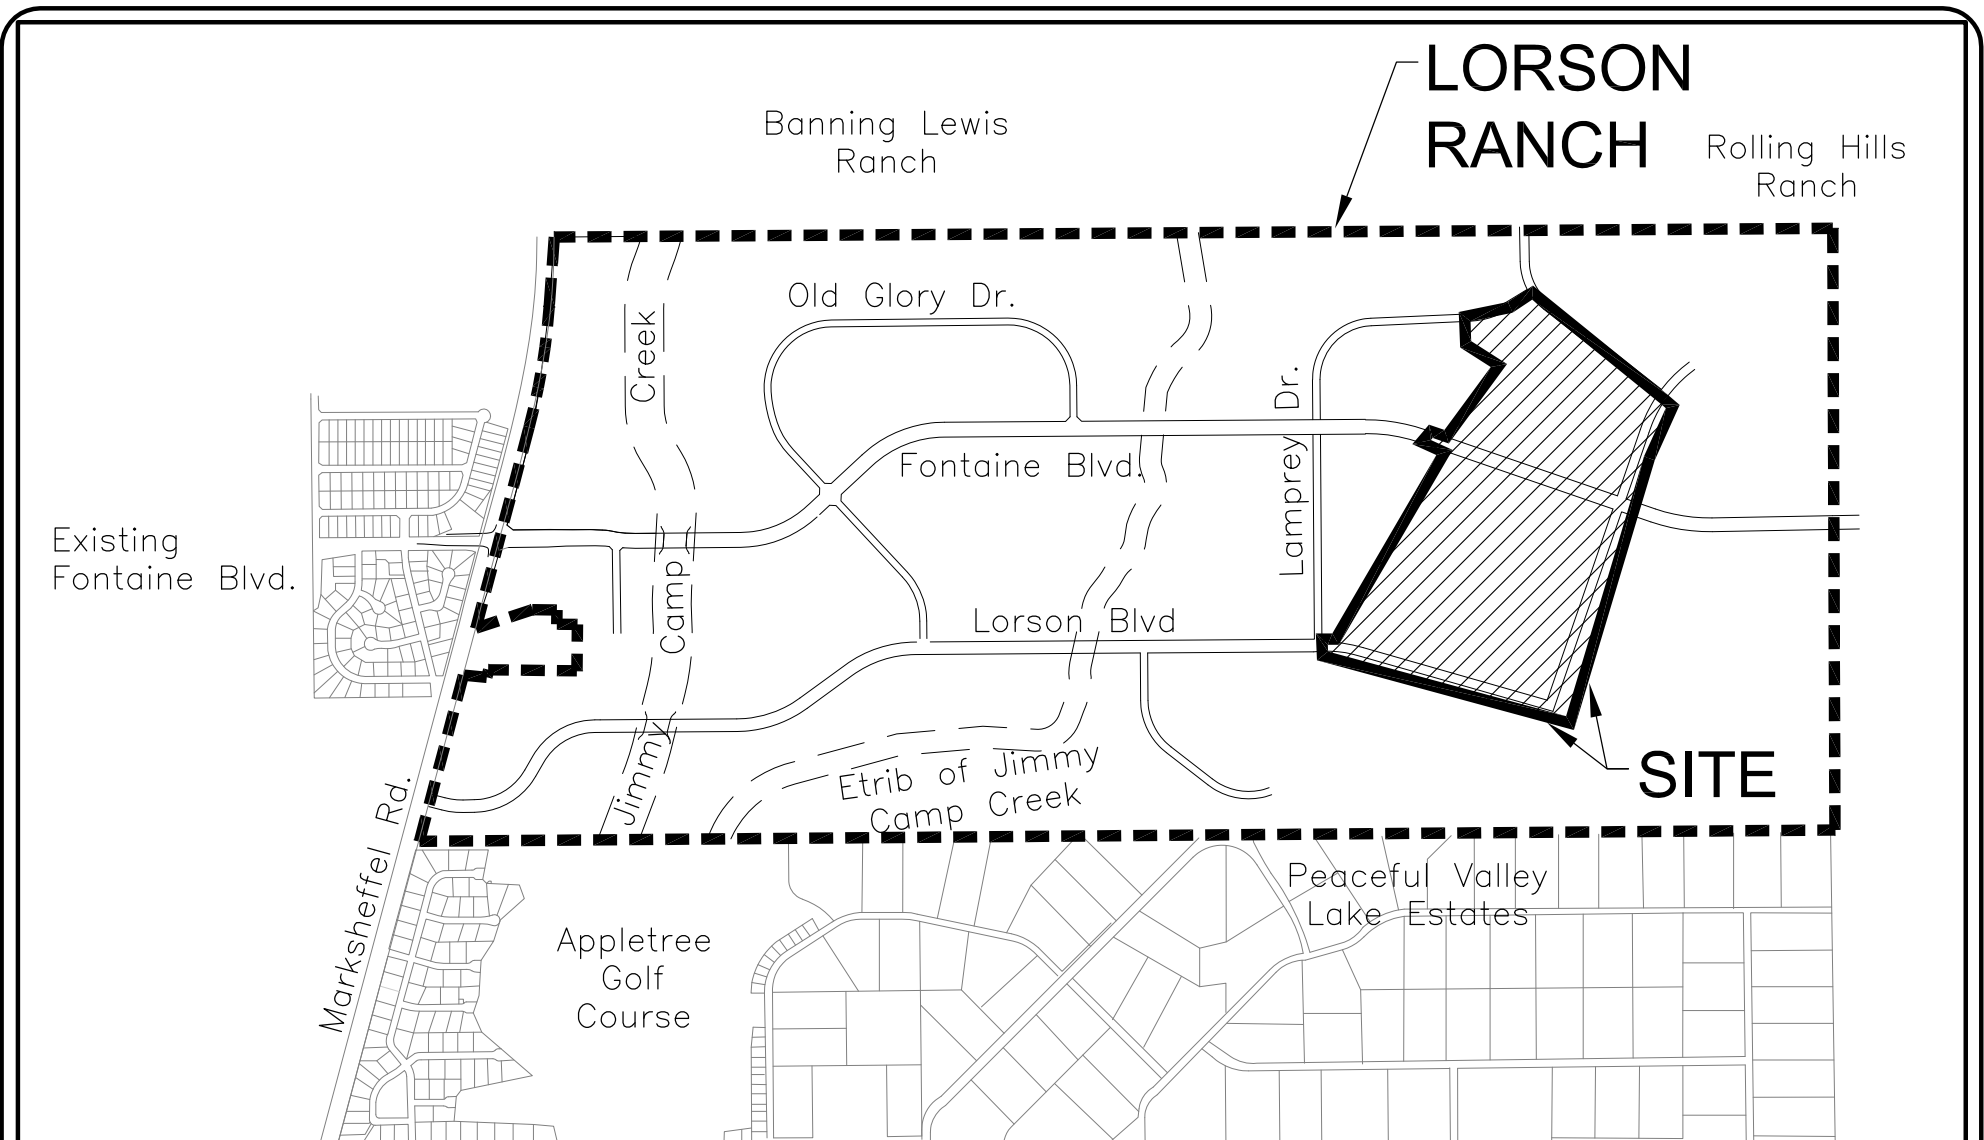 LORSON
RANCH
Banning Lewis
Ranch
Rolling Hills
Ranch
Old Glory Dr.
Creek
Lamprey Dr.
Fontaine Blvd.
Existing
Fontaine Blvd.
Camp
Lorson Blvd
Jimmy
Etrib of Jimmy
Camp Creek
SITE
Marksheffel Rd.
Peaceful Valley
Lake Estates
Appletree
Golf
Course